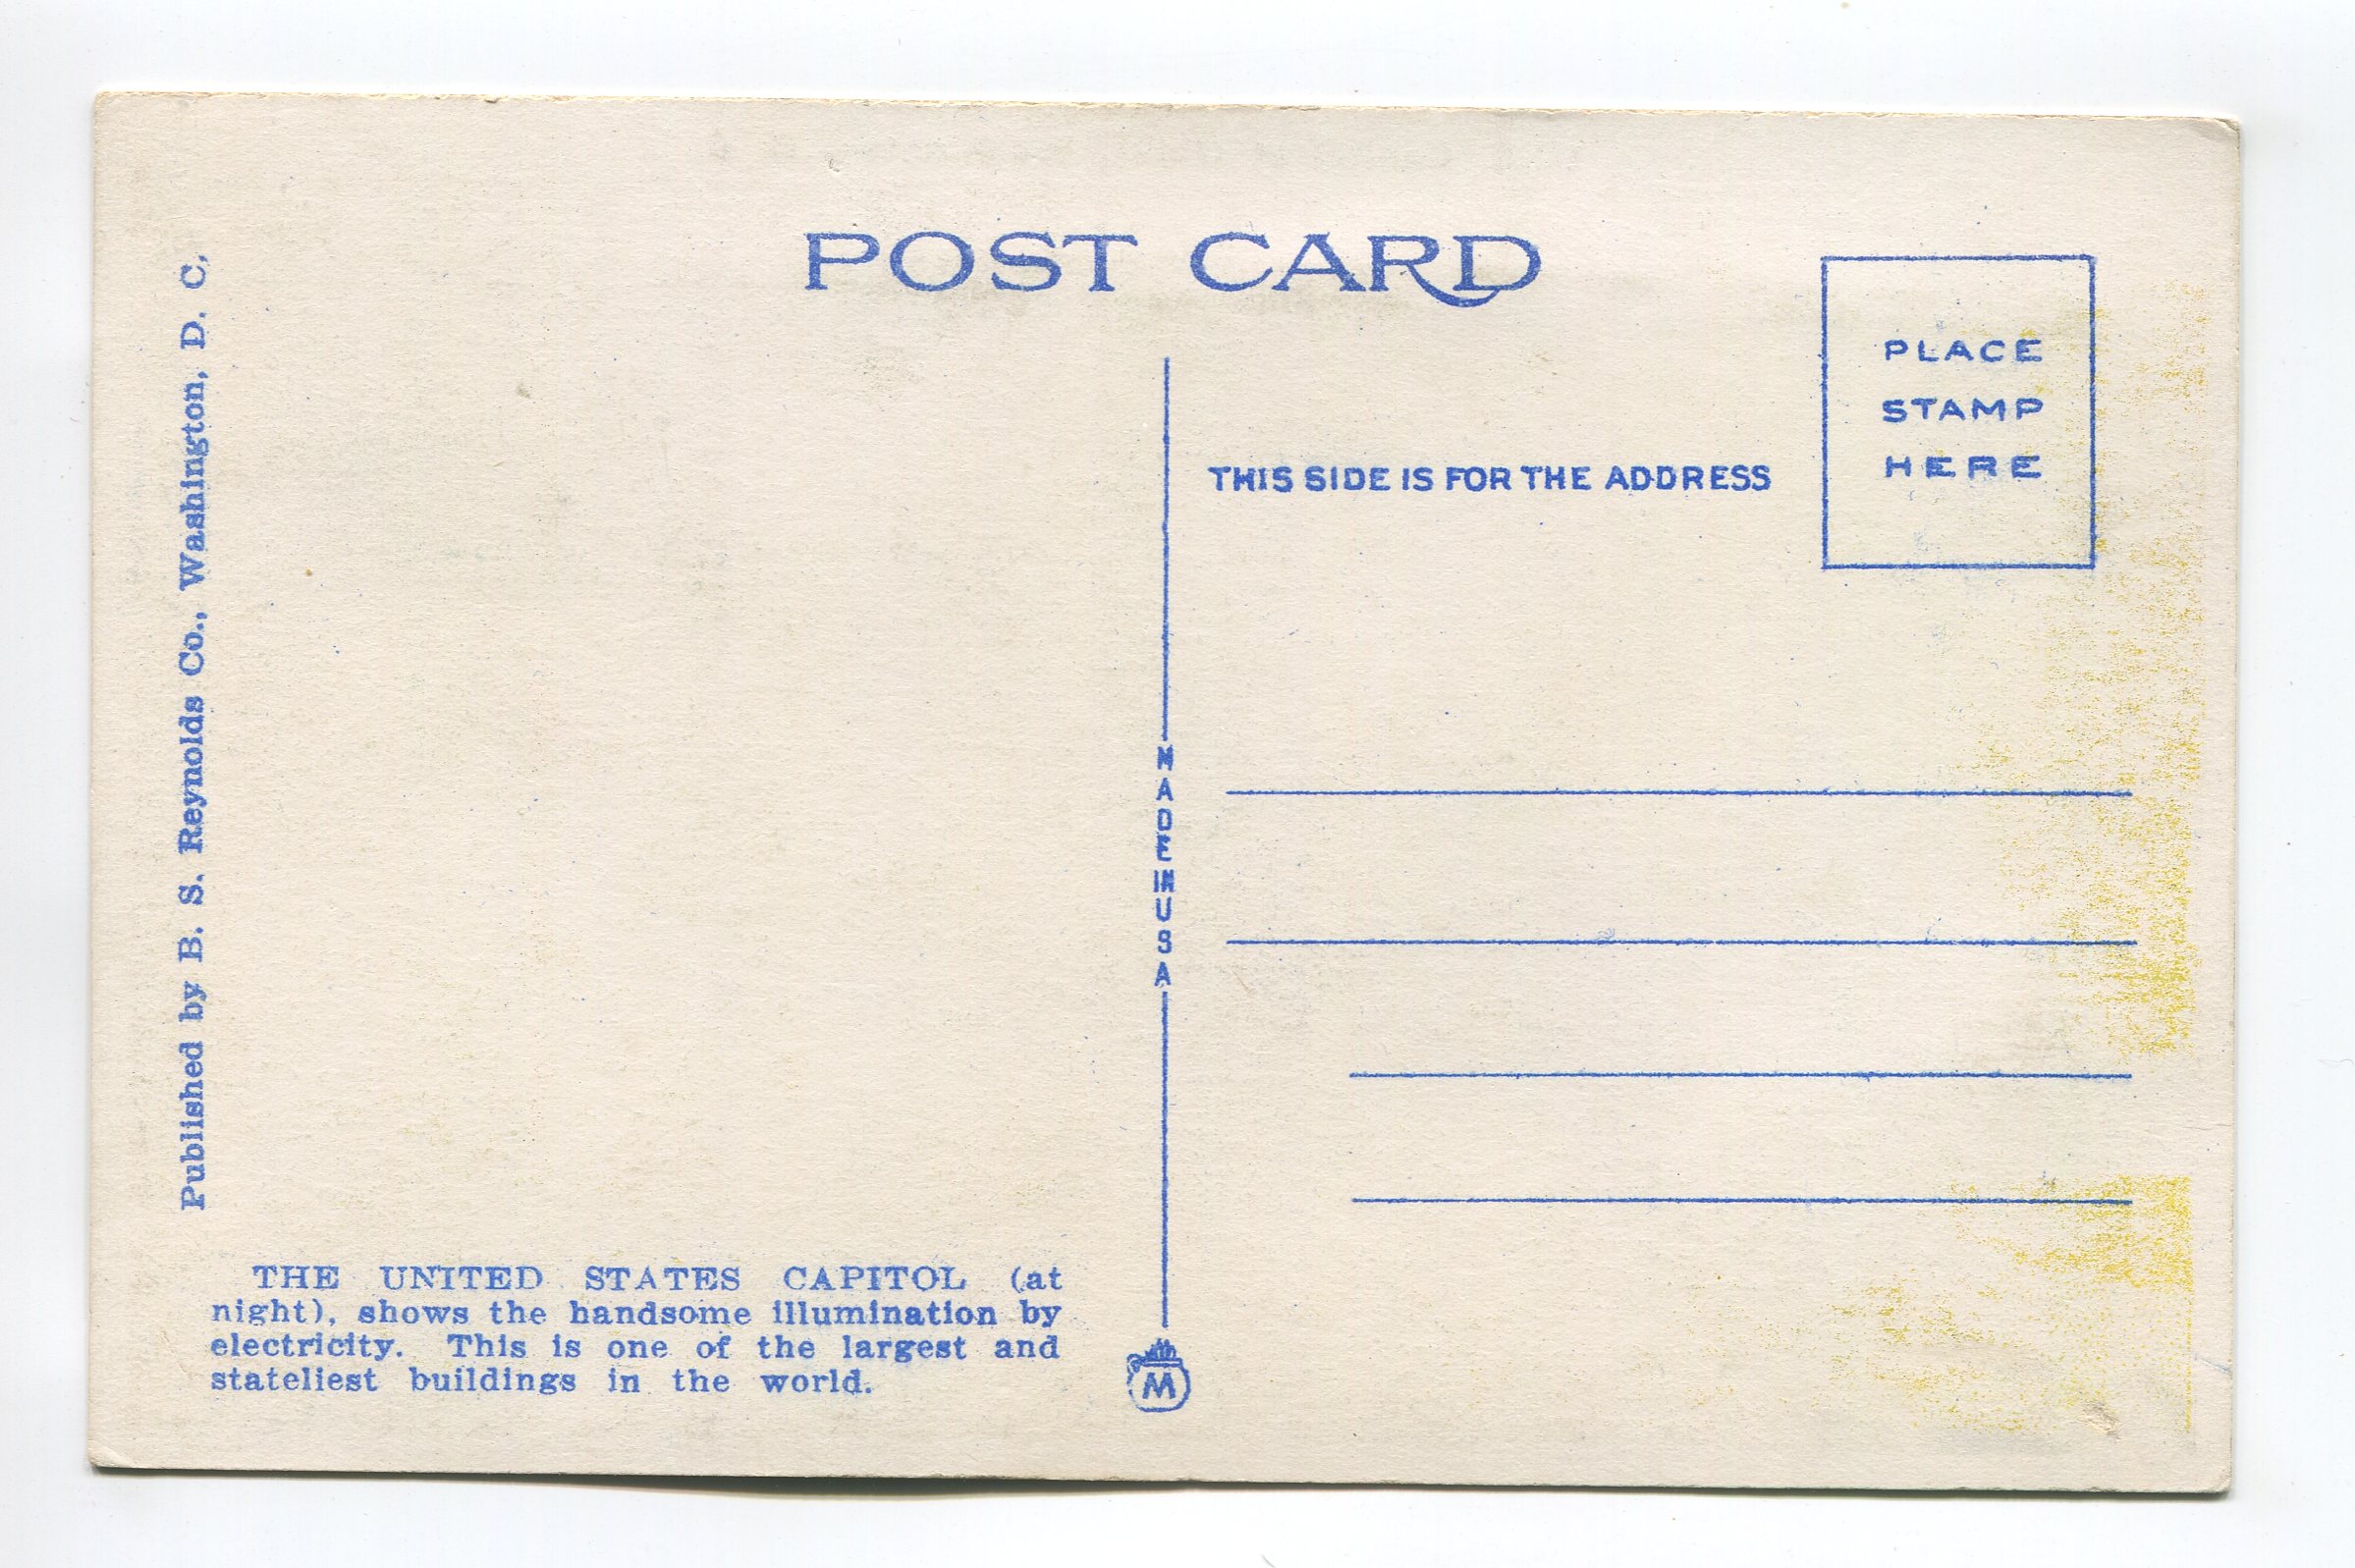 POST CARD
Published by B. S. Reynolds Co., Washington, D. C.
PLACE
STAMP
HERE
THIS SIDE IS FOR THE ADDRESS
MADE IN USA
THE UNITED STATES CAPITOL (at
night), shows the handsome illumination by
electricity. This is one of the largest and
stateliest buildings in the world.
M